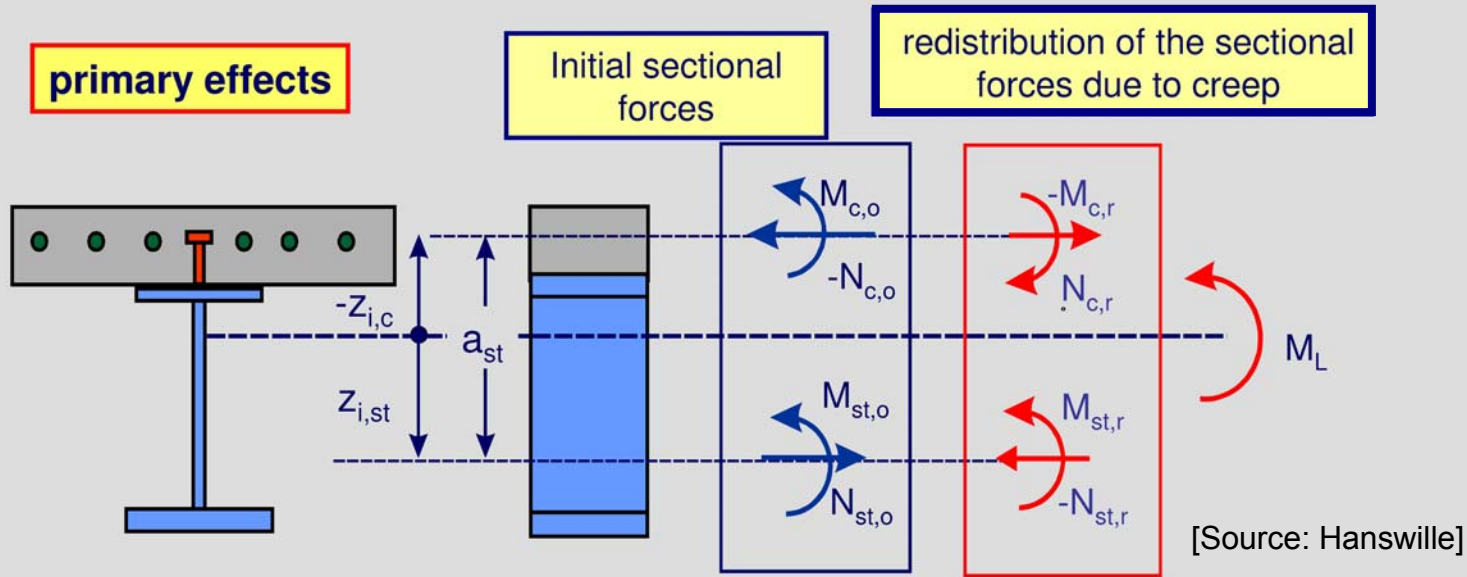 primary effects
Initial sectional
forces
redistribution of the sectional
forces due to creep
M_c,o
-N_c,o
-M_c,r
N_c,r
-z_i,c
a_st
z_i,st
M_L
M_st,o
N_st,o
M_st,r
-N_st,r
[Source: Hanswille]